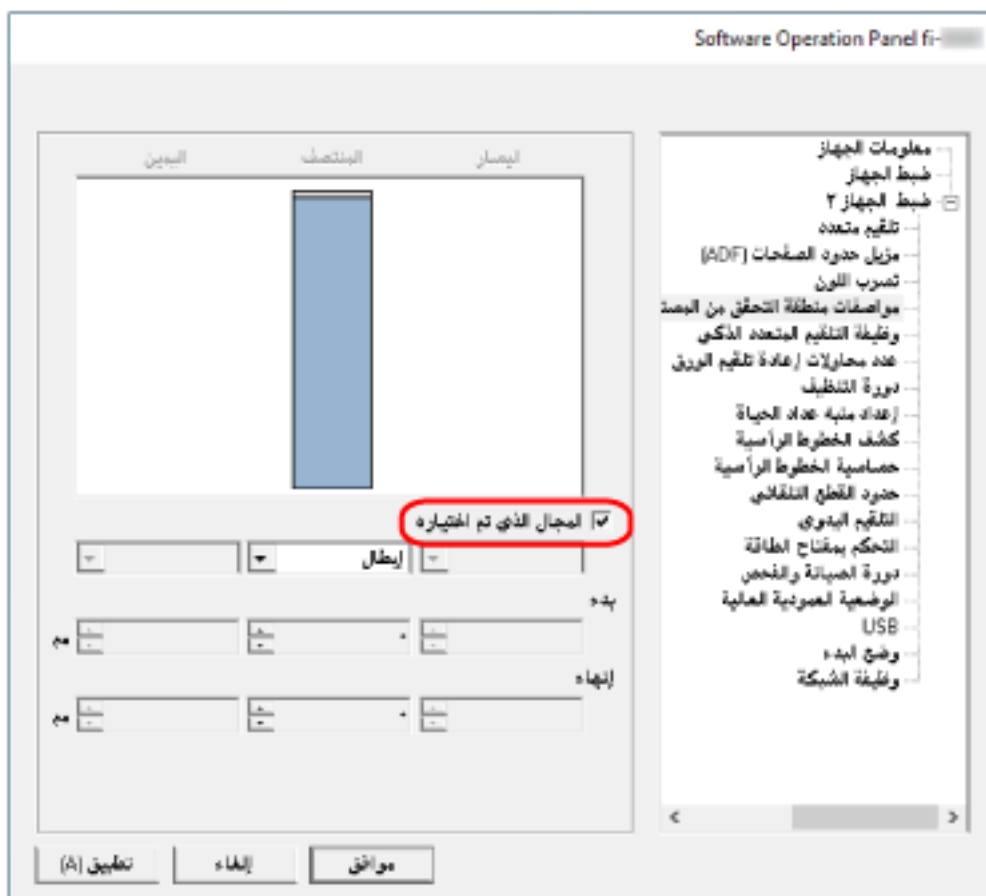 Software Operation Panel fi-
معلومات الجهاز
ضبط الجهاز
ضبط الجهاز ٢
تلقيم متعدد
مزيل حدود الصفحات (ADF)
تسرب اللون
مواصفات منطقة التحقق من المست
وظيفة التلقيم المتعدد الذكي
عدد محاولات إعادة تلقيم الورق
دورة التنظيف
إعداد منبه عداد الحياة
كشف الخطوط الرأسية
حساسية الخطوط الرأسية
حدود القطع التلقائي
التلقيم اليدوي
التحكم بمفتاح الطاقة
دورة الصيانة والفحص
الوضعية العمودية العالية
USB
وضع البدء
وظيفة الشبكة
اليسار المنتصف اليمين
المجال الذي تم اختياره
إبطال
بدء
٠ مم
إنهاء
٠ مم
موافق إلغاء تطبيق (A)